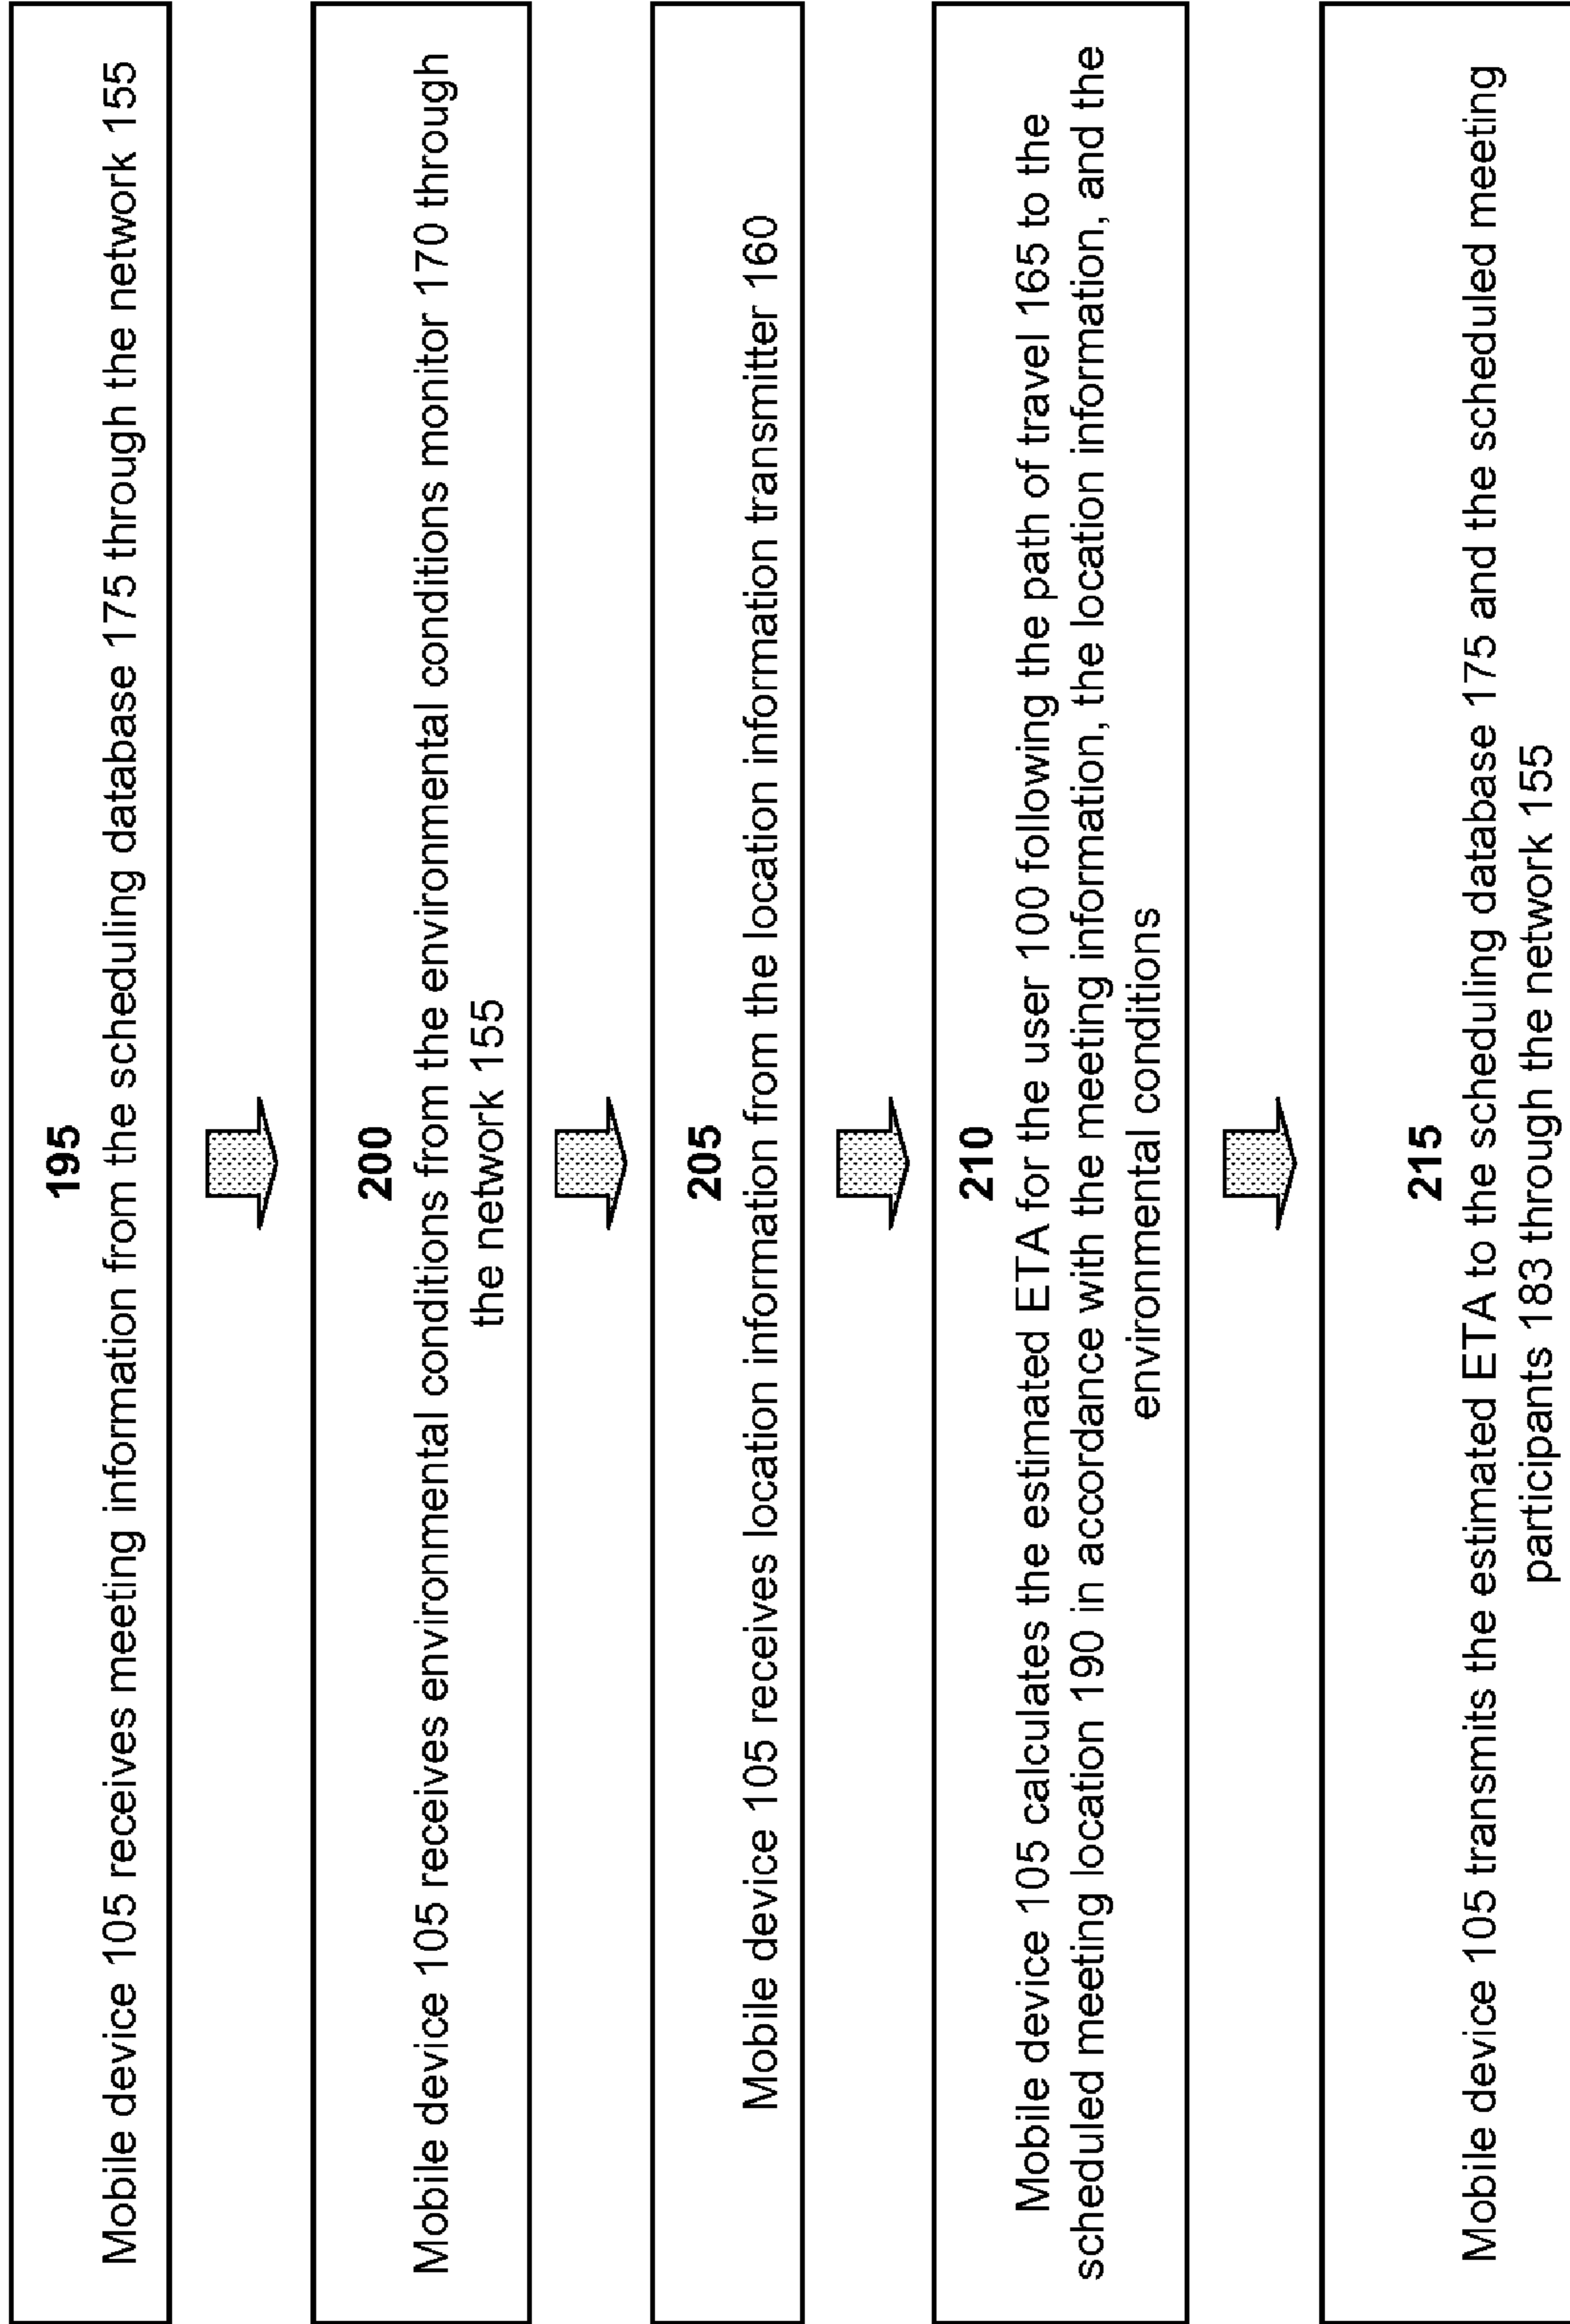 195
Mobile device 105 receives meeting information from the scheduling database 175 through the network 155
200
Mobile device 105 receives environmental conditions from the environmental conditions monitor 170 through
the network 155
205
Mobile device 105 receives location information from the location information transmitter 160
210
Mobile device 105 calculates the estimated ETA for the user 100 following the path of travel 165 to the
scheduled meeting location 190 in accordance with the meeting information, the location information, and the
environmental conditions
215
Mobile device 105 transmits the estimated ETA to the scheduling database 175 and the scheduled meeting
participants 183 through the network 155